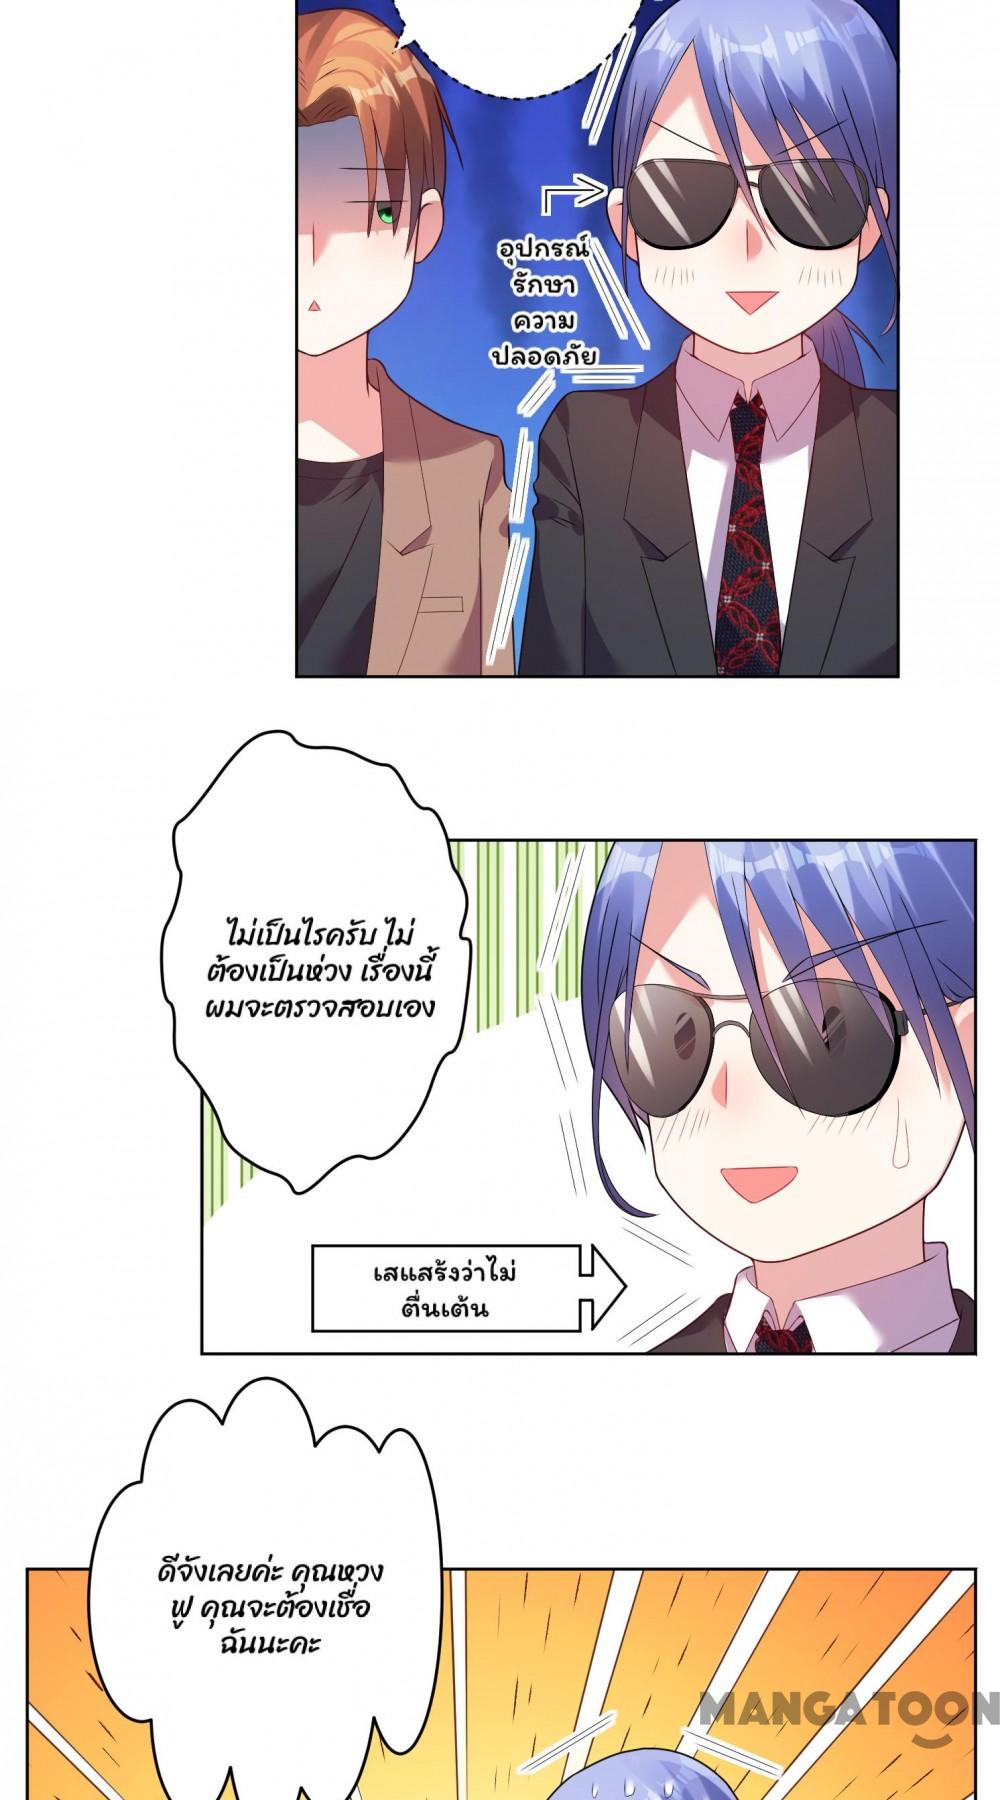 อุปกรณ์
รักษา
ความ
ปลอดภัย
ไม่เป็นไรครับ ไม่
ต้องเป็นห่วง เรื่องนี้
ผมจะตรวจสอบเอง
เสแสร้งว่าไม่
ตื่นเต้น
ดีจังเลยค่ะ คุณหวง
ฟู คุณจะต้องเชื่อ
ฉันนะคะ
MANGATOON